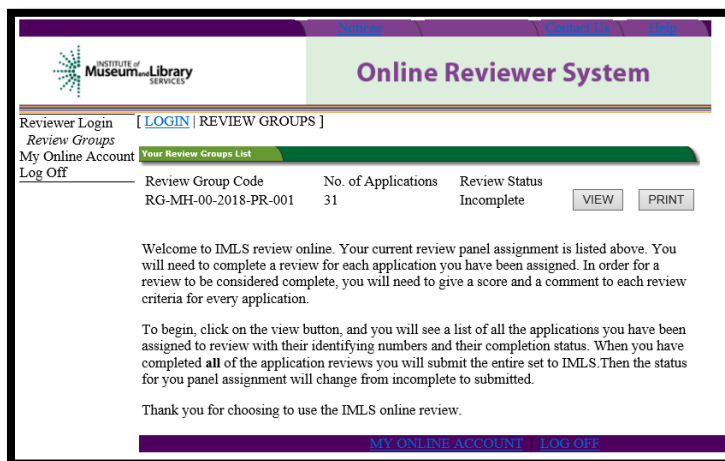 Notices Contact Us Help
INSTITUTE of
Museum and Library
SERVICES
Online Reviewer System
Reviewer Login
Review Groups
My Online Account
Log Off
[ LOGIN | REVIEW GROUPS ]
Your Review Groups List
Review Group Code No. of Applications Review Status
RG-MH-00-2018-PR-001 31 Incomplete VIEW PRINT
Welcome to IMLS review online. Your current review panel assignment is listed above. You
will need to complete a review for each application you have been assigned. In order for a
review to be considered complete, you will need to give a score and a comment to each review
criteria for every application.
To begin, click on the view button, and you will see a list of all the applications you have been
assigned to review with their identifying numbers and their completion status. When you have
completed all of the application reviews you will submit the entire set to IMLS.Then the status
for you panel assignment will change from incomplete to submitted.
Thank you for choosing to use the IMLS online review.
MY ONLINE ACCOUNT | LOG OFF